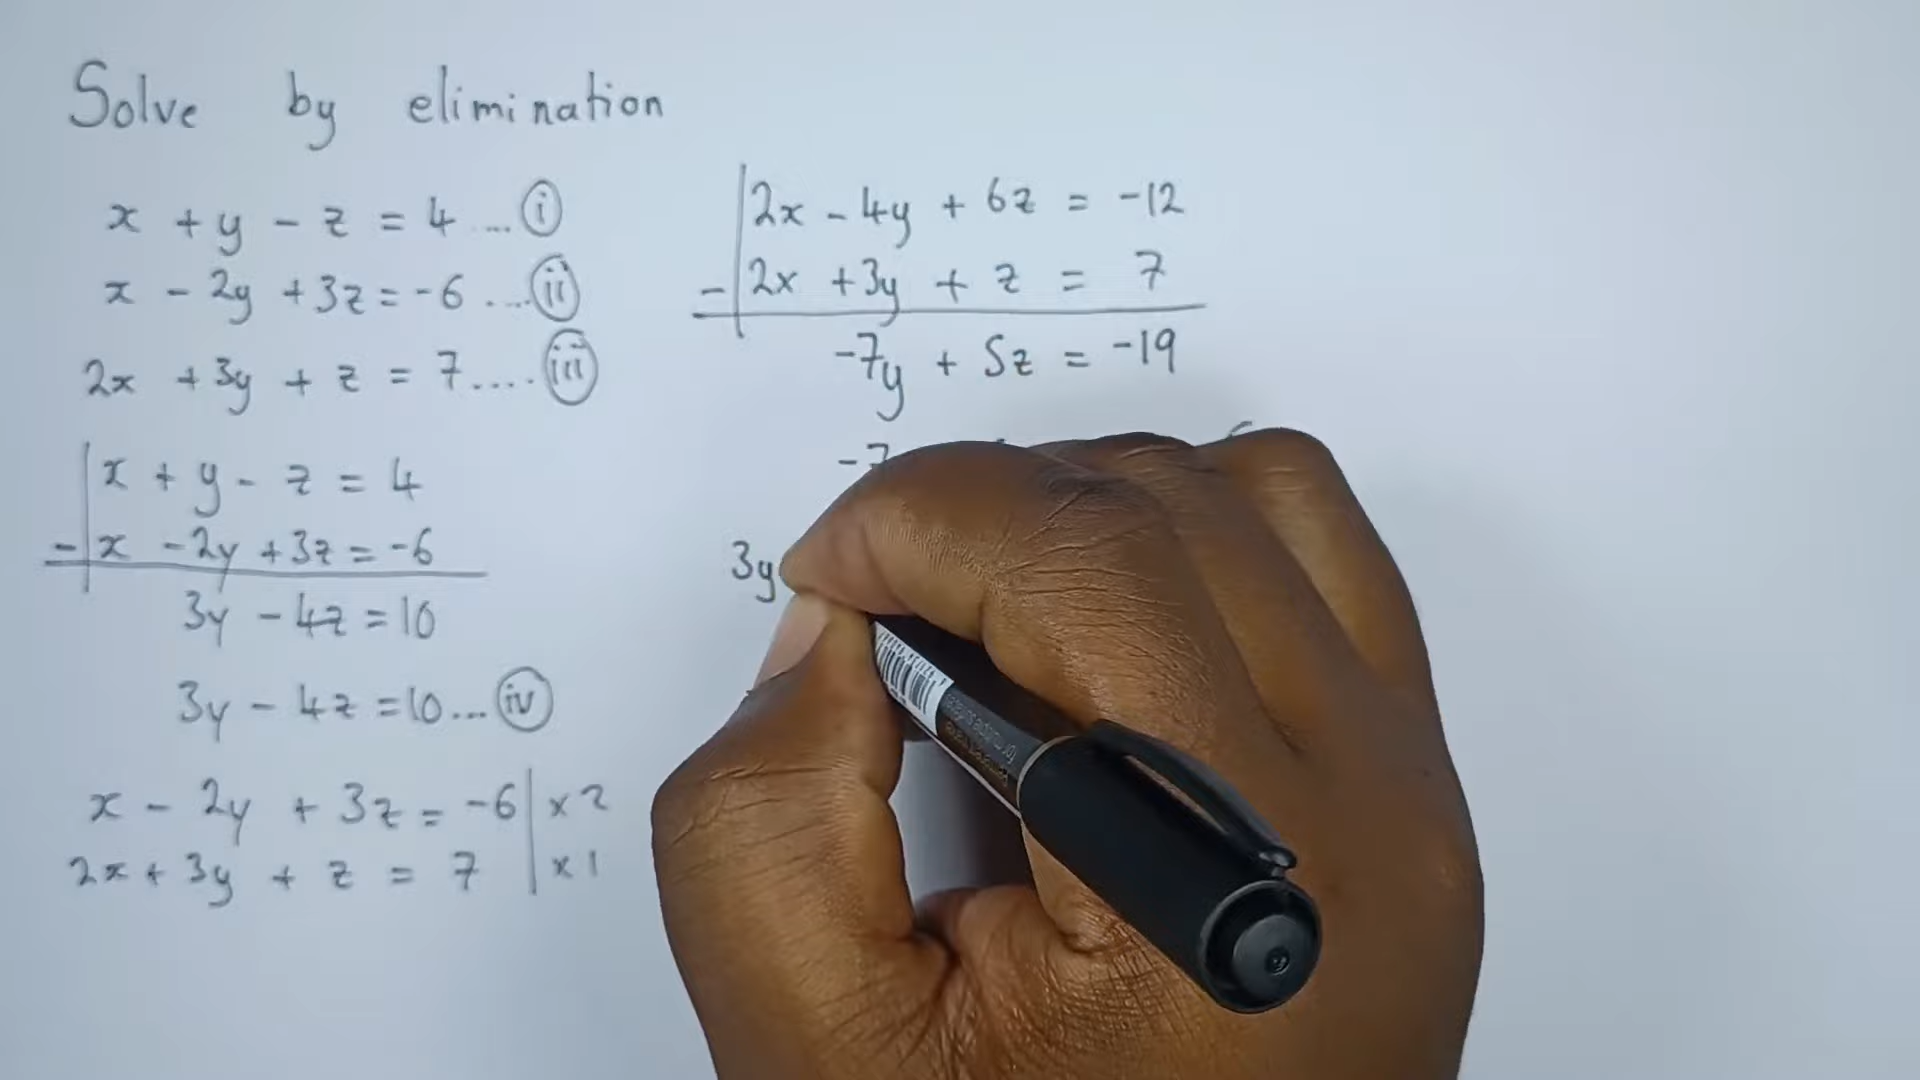 Solve by elimination
x + y - z = 4 ... (i)
x - 2y + 3z = -6 .... (ii)
2x + 3y + z = 7 .... (iii)
x + y - z = 4
- x - 2y + 3z = -6
3y - 4z = 10
3y - 4z = 10 ... (iv)
x - 2y + 3z = -6 | x 2
2x + 3y + z = 7 | x 1
2x - 4y + 6z = -12
- 2x + 3y + z = 7
-7y + 5z = -19
-7
3y